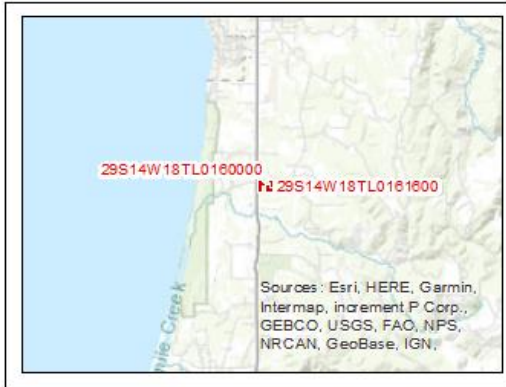 29S14W18TL0160000
29S14W18TL0161600
Sources: Esri, HERE, Garmin,
Intermap, increment P Corp.,
GEBCO, USGS, FAO, NPS,
NRCAN, GeoBase, IGN,
Creek